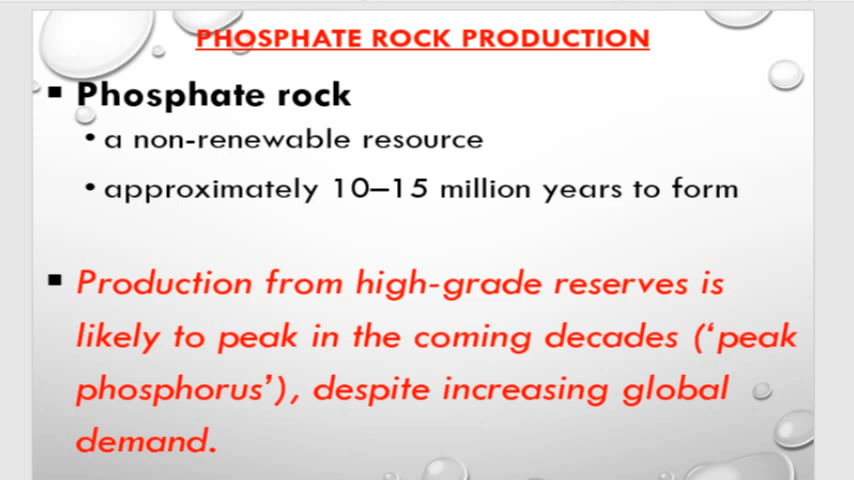 PHOSPHATE ROCK PRODUCTION
▪ Phosphate rock
• a non-renewable resource
• approximately 10–15 million years to form
▪ Production from high-grade reserves is
likely to peak in the coming decades (‘peak
phosphorus’), despite increasing global
demand.